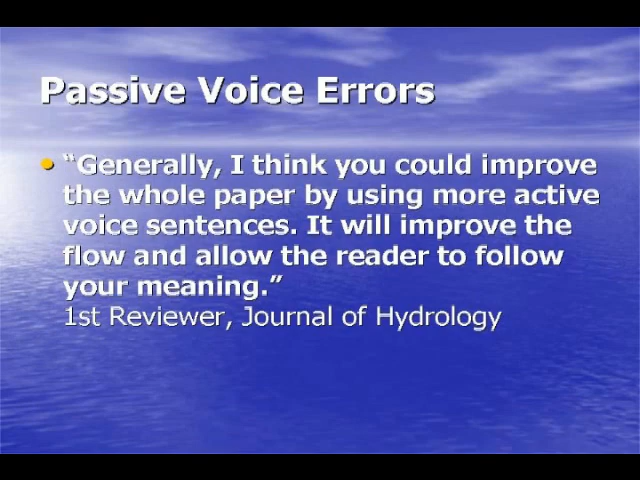 Passive Voice Errors
• “Generally, I think you could improve
the whole paper by using more active
voice sentences. It will improve the
flow and allow the reader to follow
your meaning.”
1st Reviewer, Journal of Hydrology